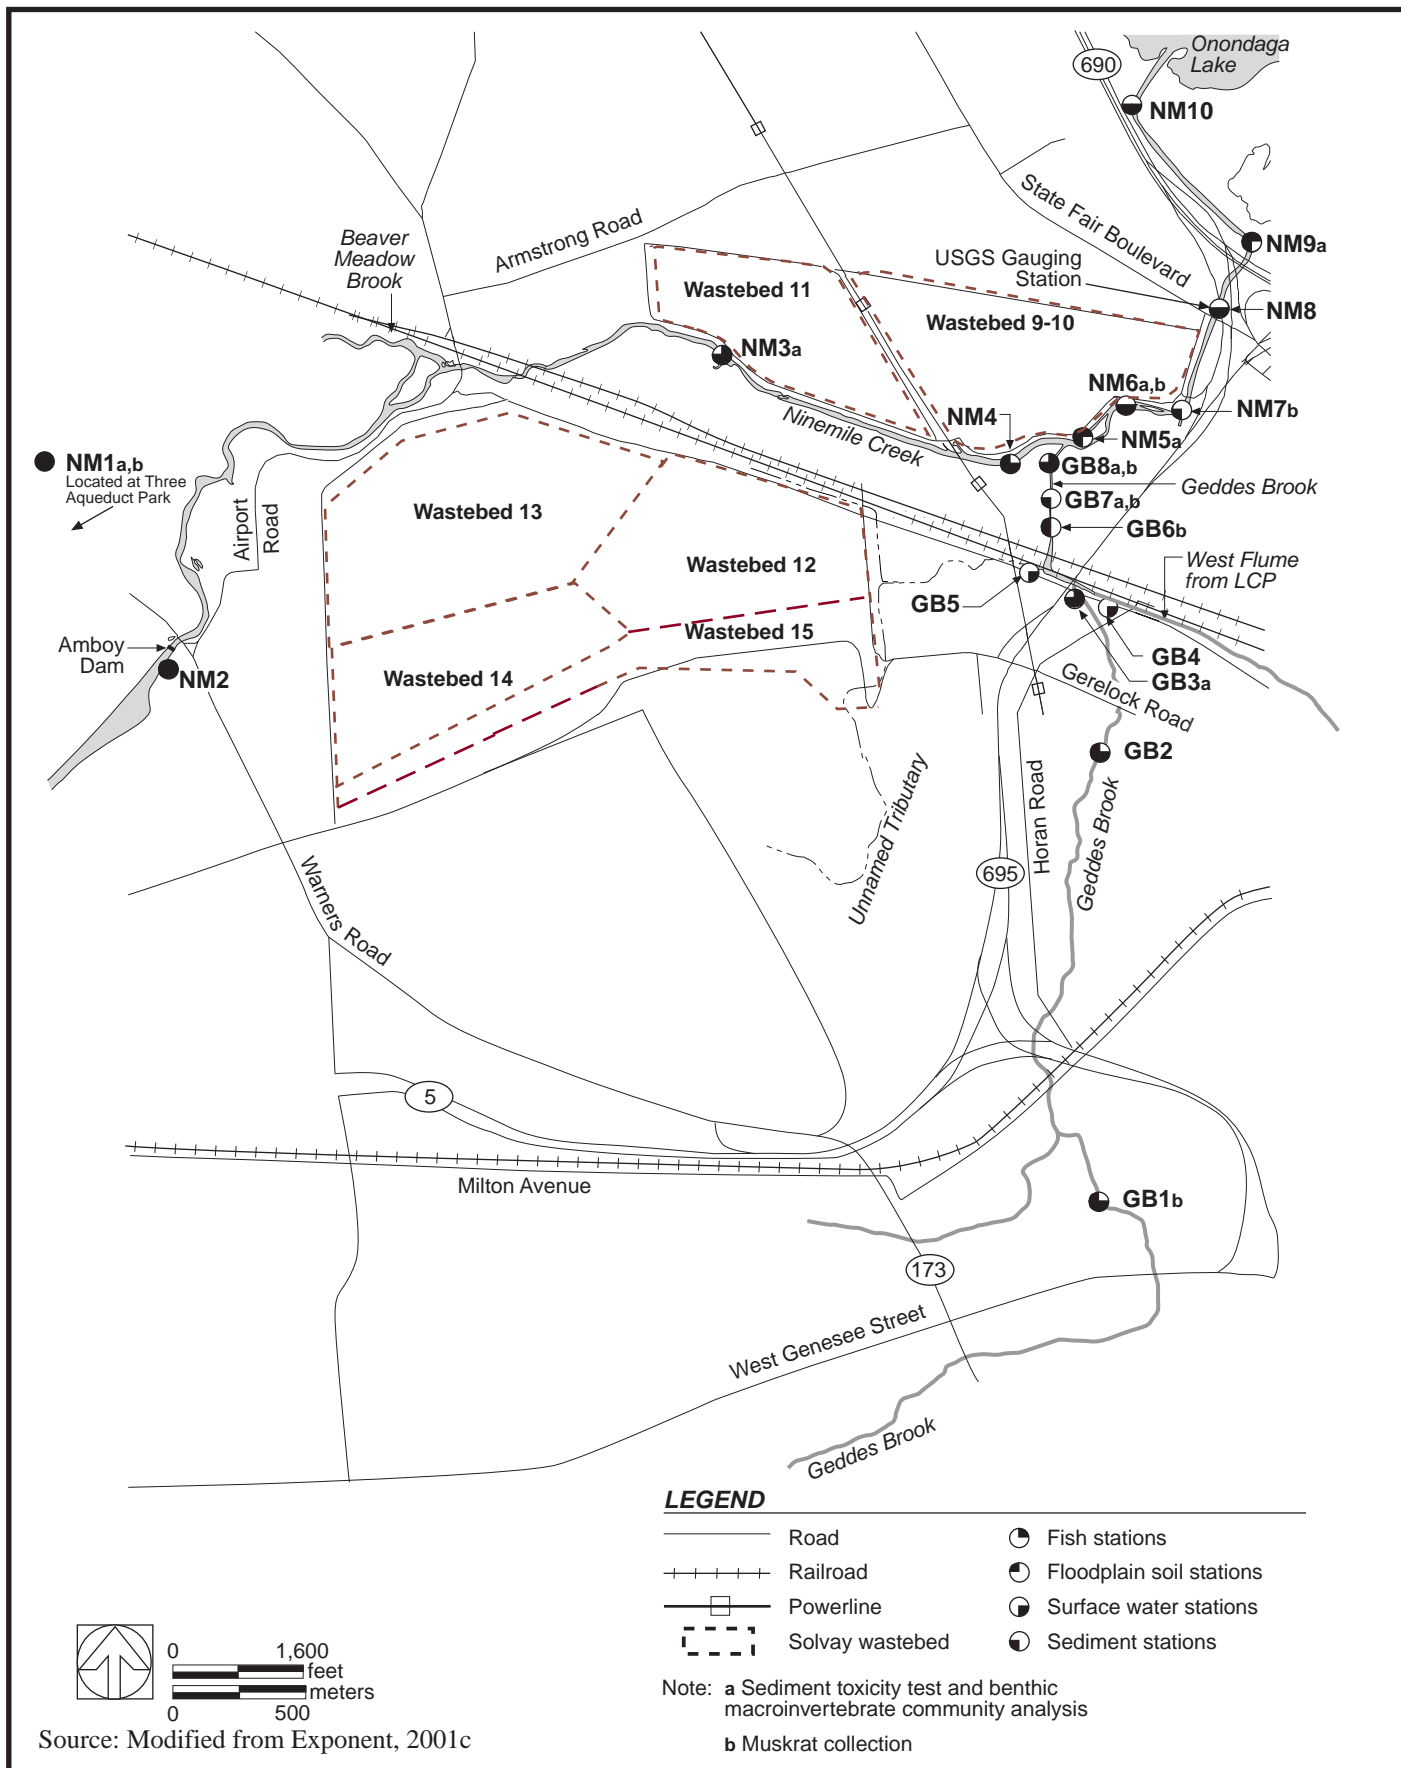 Onondaga
Lake
690
NM10
State Fair Boulevard
Armstrong Road
Beaver
Meadow
Brook
NM9a
USGS Gauging
Station
NM8
Wastebed 11
Wastebed 9-10
NM3a
NM6a,b
NM7b
NM4
NM5a
Ninemile Creek
GB8a,b
NM1a,b
Located at Three
Aqueduct Park
Geddes Brook
GB7a,b
Airport
Road
Wastebed 13
GB6b
West Flume
from LCP
Wastebed 12
GB5
Wastebed 15
Amboy
Dam
NM2
Wastebed 14
GB4
GB3a
Gerelock Road
GB2
Unnamed Tributary
Horan Road
Geddes Brook
695
Warners Road
5
Milton Avenue
GB1b
173
West Genesee Street
Geddes Brook
LEGEND
Road
Railroad
Powerline
Solvay wastebed
Fish stations
Floodplain soil stations
Surface water stations
Sediment stations
Note: a Sediment toxicity test and benthic
macroinvertebrate community analysis
b Muskrat collection
0 1,600
feet
meters
0 500
Source: Modified from Exponent, 2001c